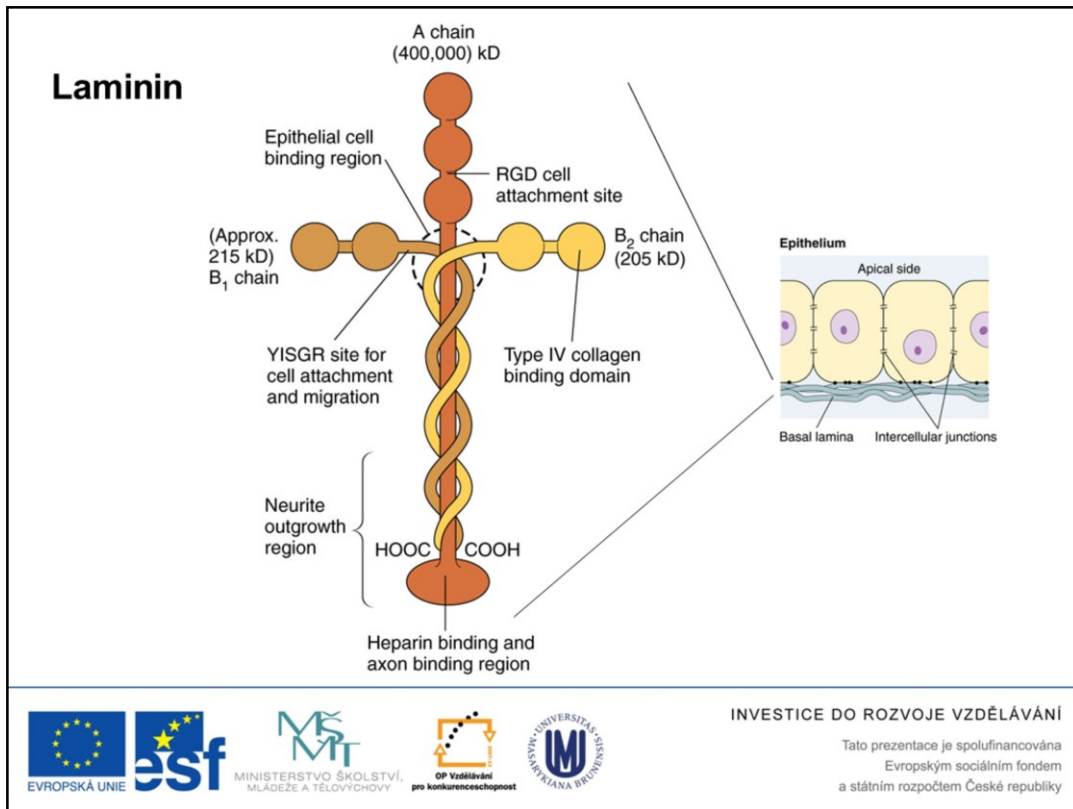 Laminin
A chain
(400,000) kD
Epithelial cell
binding region
RGD cell
attachment site
(Approx.
215 kD)
B₁ chain
B₂ chain
(205 kD)
YISGR site for
cell attachment
and migration
Type IV collagen
binding domain
Neurite
outgrowth
region
HOOC
COOH
Heparin binding and
axon binding region
Epithelium
Apical side
Basal lamina
Intercellular junctions
EVROPSKÁ UNIE
esf
MŠMT
MINISTERSTVO ŠKOLSTVÍ,
MLÁDEŽE A TĚLOVÝCHOVY
OP Vzdělávání
pro konkurenceschopnost
UNIVERSITAS
MASARYKIANA BRUNENSIS
INVESTICE DO ROZVOJE VZDĚLÁVÁNÍ
Tato prezentace je spolufinancována
Evropským sociálním fondem
a státním rozpočtem České republiky